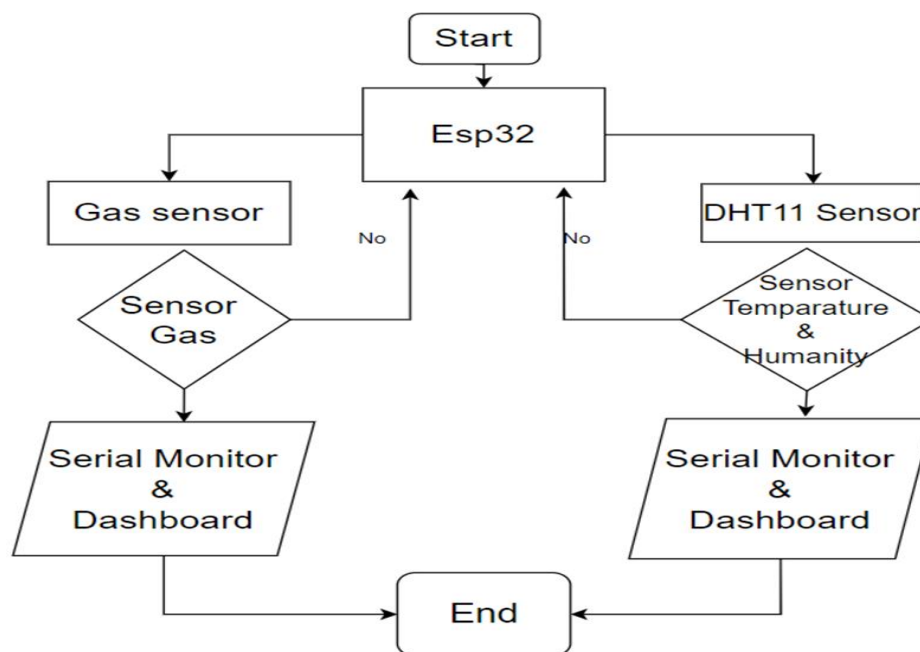 Start
Esp32
Gas sensor
DHT11 Sensor
No
No
Sensor
Gas
Sensor
Temparature
&
Humanity
Serial Monitor
&
Dashboard
Serial Monitor
&
Dashboard
End